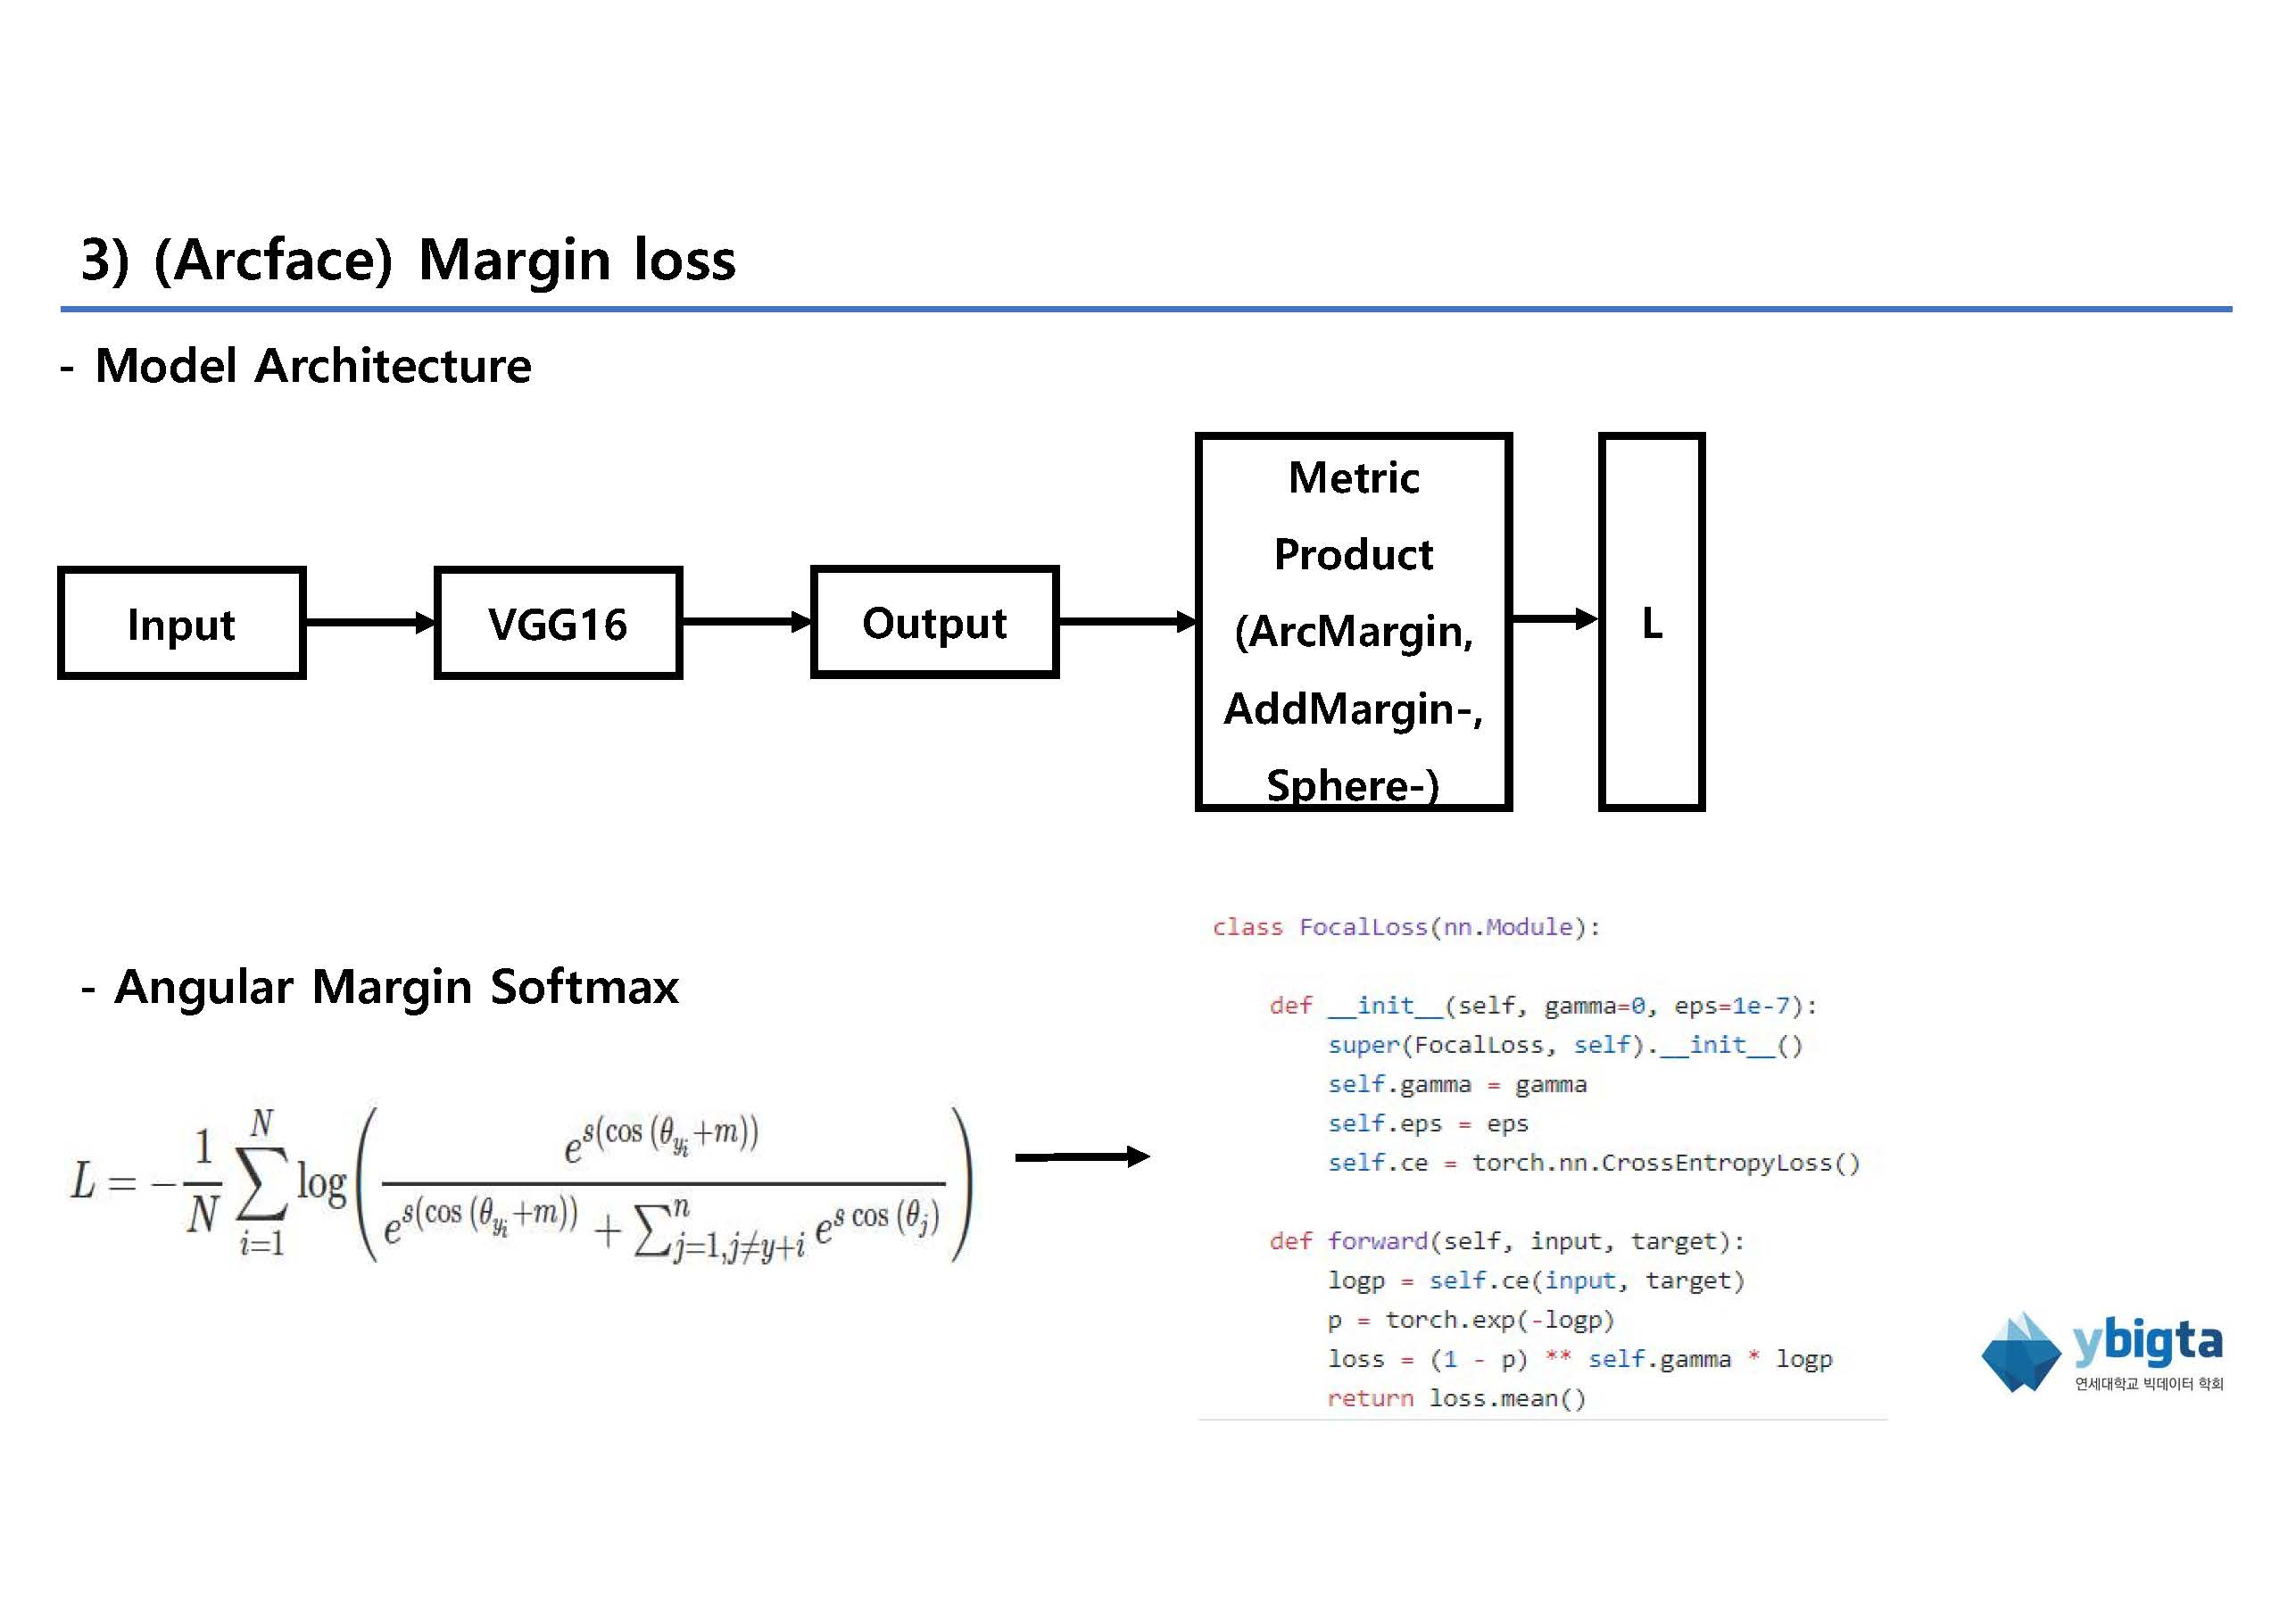 3) (Arcface) Margin loss
- Model Architecture
Input
VGG16
Output
Metric
Product
(ArcMargin,
AddMargin-,
Sphere-)
L
- Angular Margin Softmax
L = -\frac{1}{N} \sum_{i=1}^{N} \log \left( \frac{e^{s(\cos(\theta_{y_i}+m))}}{e^{s(\cos(\theta_{y_i}+m))} + \sum_{j=1, j \neq y+i}^{n} e^{s \cos(\theta_j)}} \right)
class FocalLoss(nn.Module):
def __init__(self, gamma=0, eps=1e-7):
super(FocalLoss, self).__init__()
self.gamma = gamma
self.eps = eps
self.ce = torch.nn.CrossEntropyLoss()
def forward(self, input, target):
logp = self.ce(input, target)
p = torch.exp(-logp)
loss = (1 - p) ** self.gamma * logp
return loss.mean()
ybigta
연세대학교 빅데이터 학회